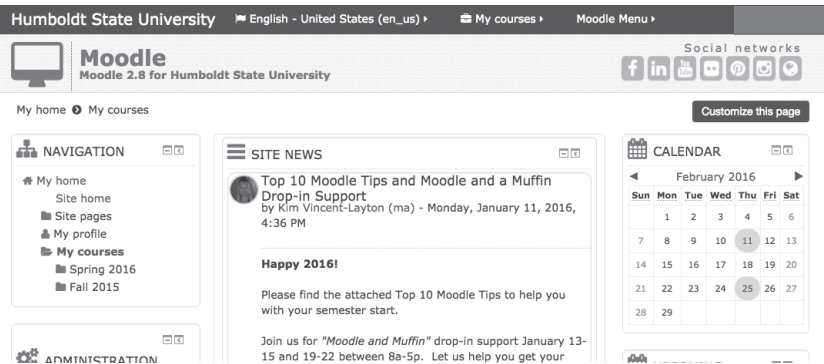 Humboldt State University English - United States (en_us) My courses Moodle Menu
Moodle
Moodle 2.8 for Humboldt State University
Social networks
f in You Tube
My home My courses
Customize this page
NAVIGATION
My home
Site home
Site pages
My profile
My courses
Spring 2016
Fall 2015
ADMINISTRATION
SITE NEWS
Top 10 Moodle Tips and Moodle and a Muffin
Drop-in Support
by Kim Vincent-Layton (ma) - Monday, January 11, 2016,
4:36 PM
Happy 2016!
Please find the attached Top 10 Moodle Tips to help you
with your semester start.
Join us for "Moodle and Muffin" drop-in support January 13-
15 and 19-22 between 8a-5p. Let us help you get your
CALENDAR
◄ February 2016 ►
Sun Mon Tue Wed Thu Fri Sat
1 2 3 4 5 6
7 8 9 10 11 12 13
14 15 16 17 18 19 20
21 22 23 24 25 26 27
28 29